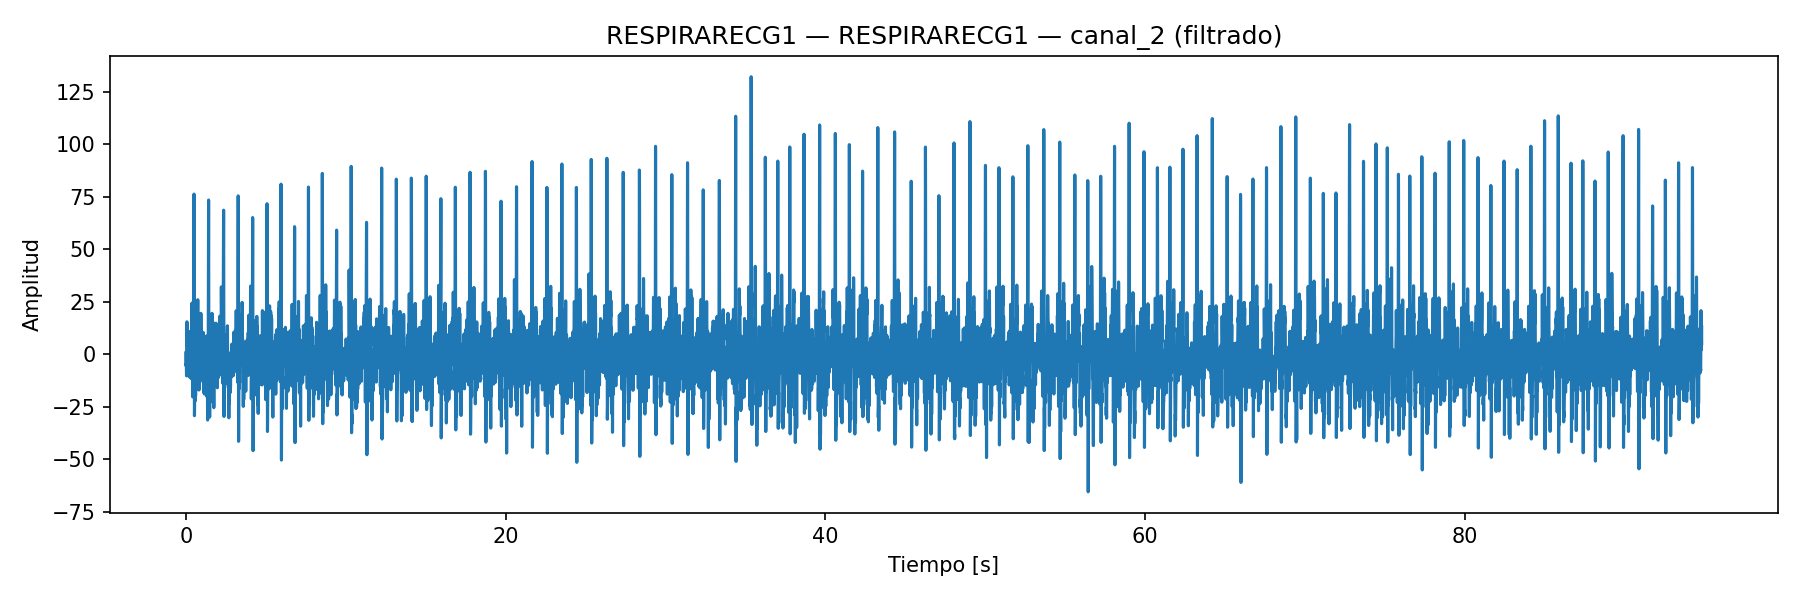 RESPIRARECG1 — RESPIRARECG1 — canal_2 (filtrado)
Amplitud
125
100
75
50
25
0
−25
−50
−75
0 20 40 60 80
Tiempo [s]